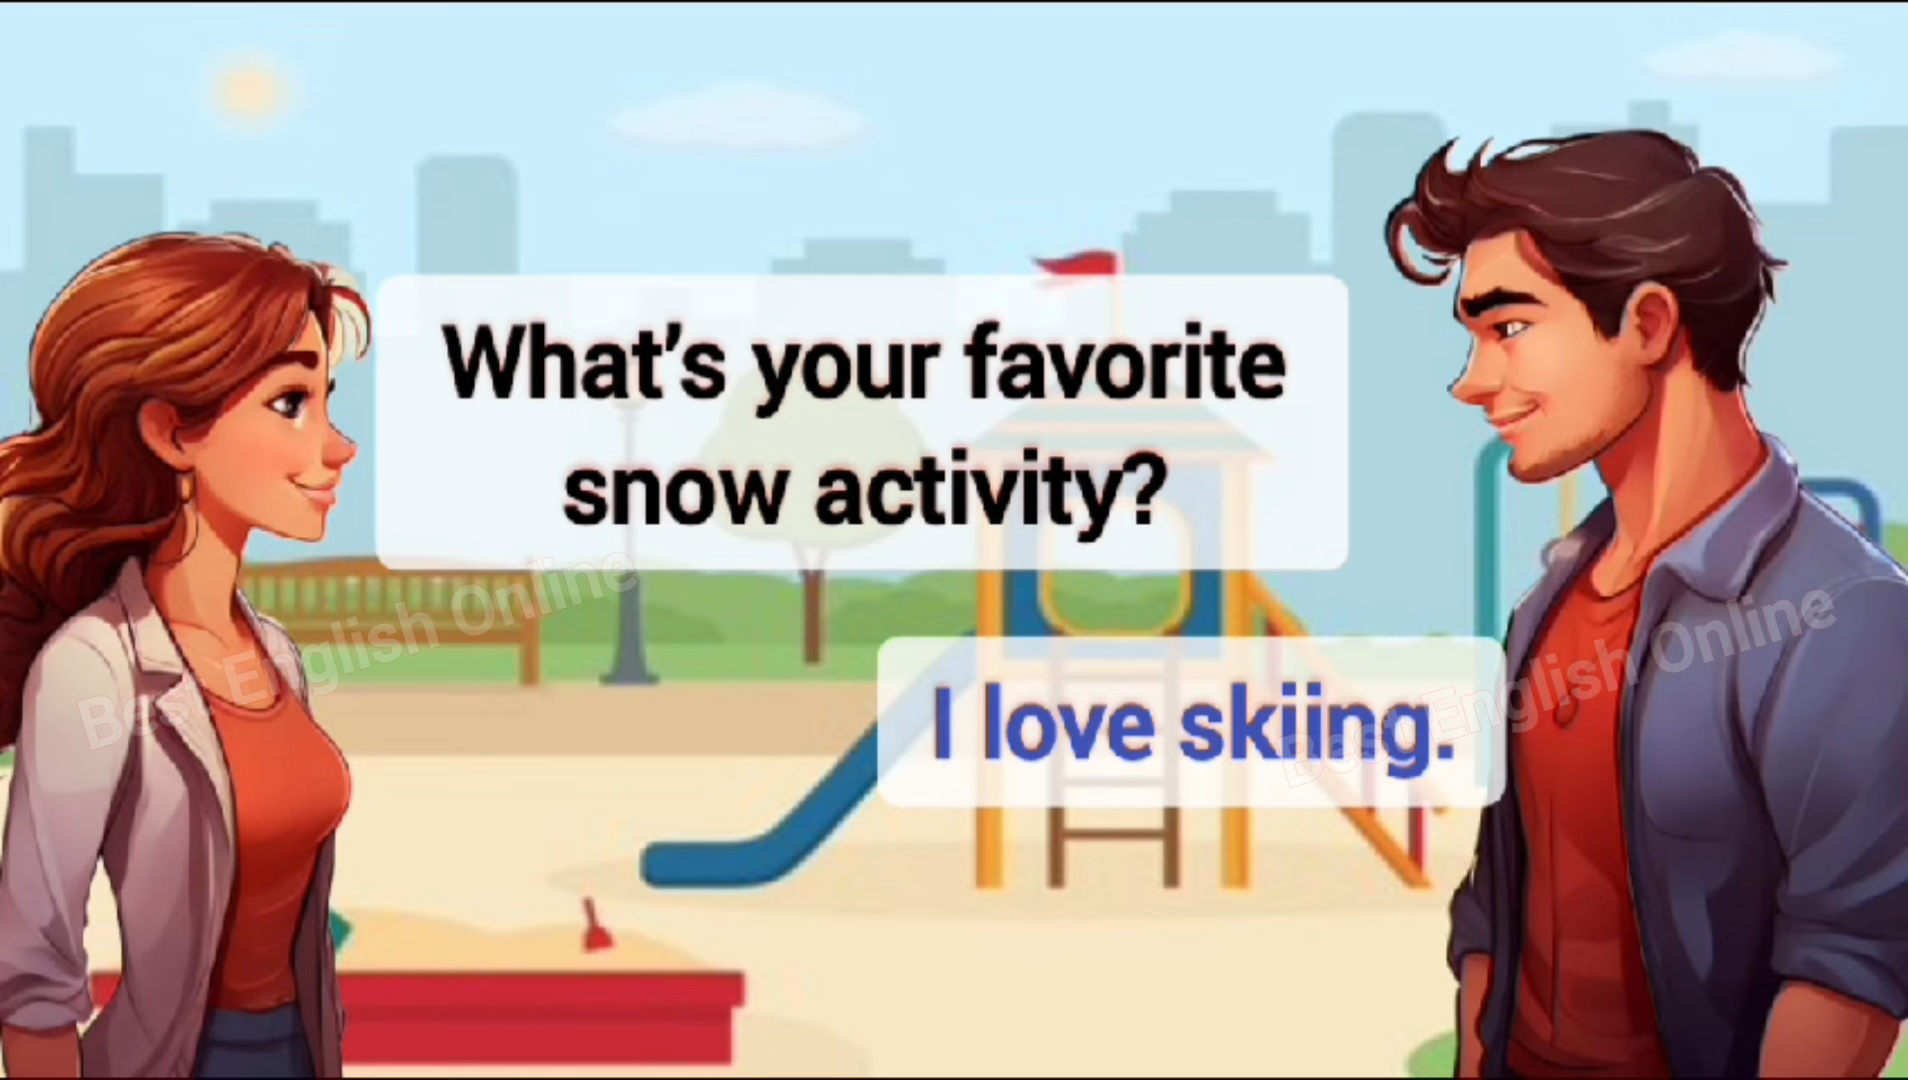 What's your favorite
snow activity?
Best English Online
I love skiing.
Best English Online